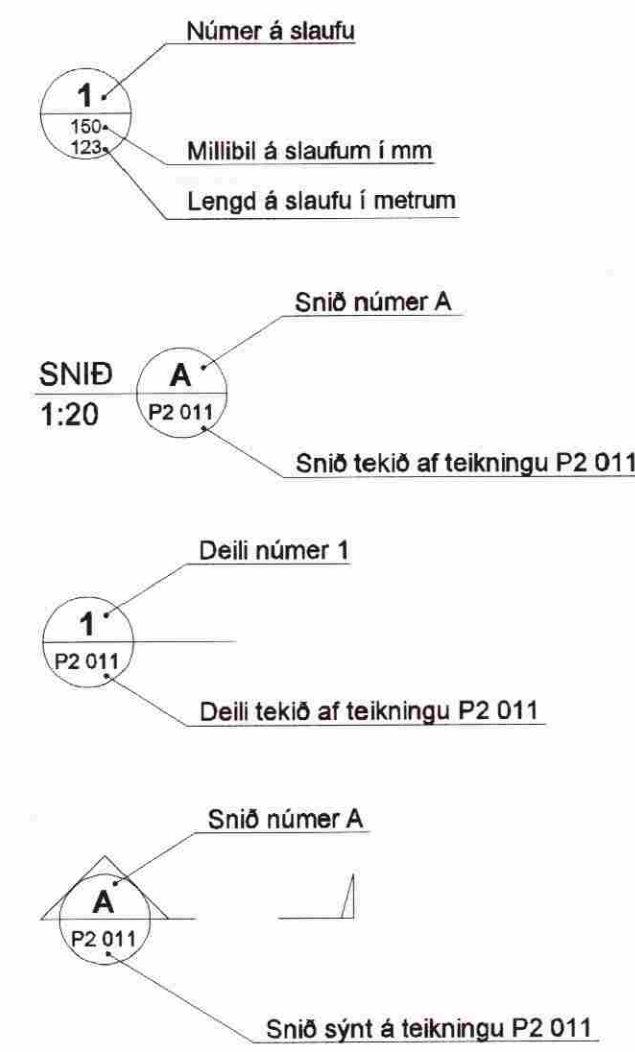 Númer á slaufu
1
150
123
Millibil á slaufum í mm
Lengd á slaufu í metrum
Snið númer A
SNIÐ
1:20
A
P2 011
Snið tekið af teikningu P2 011
Deili númer 1
1
P2 011
Deili tekið af teikningu P2 011
Snið númer A
A
P2 011
Snið sýnt á teikningu P2 011